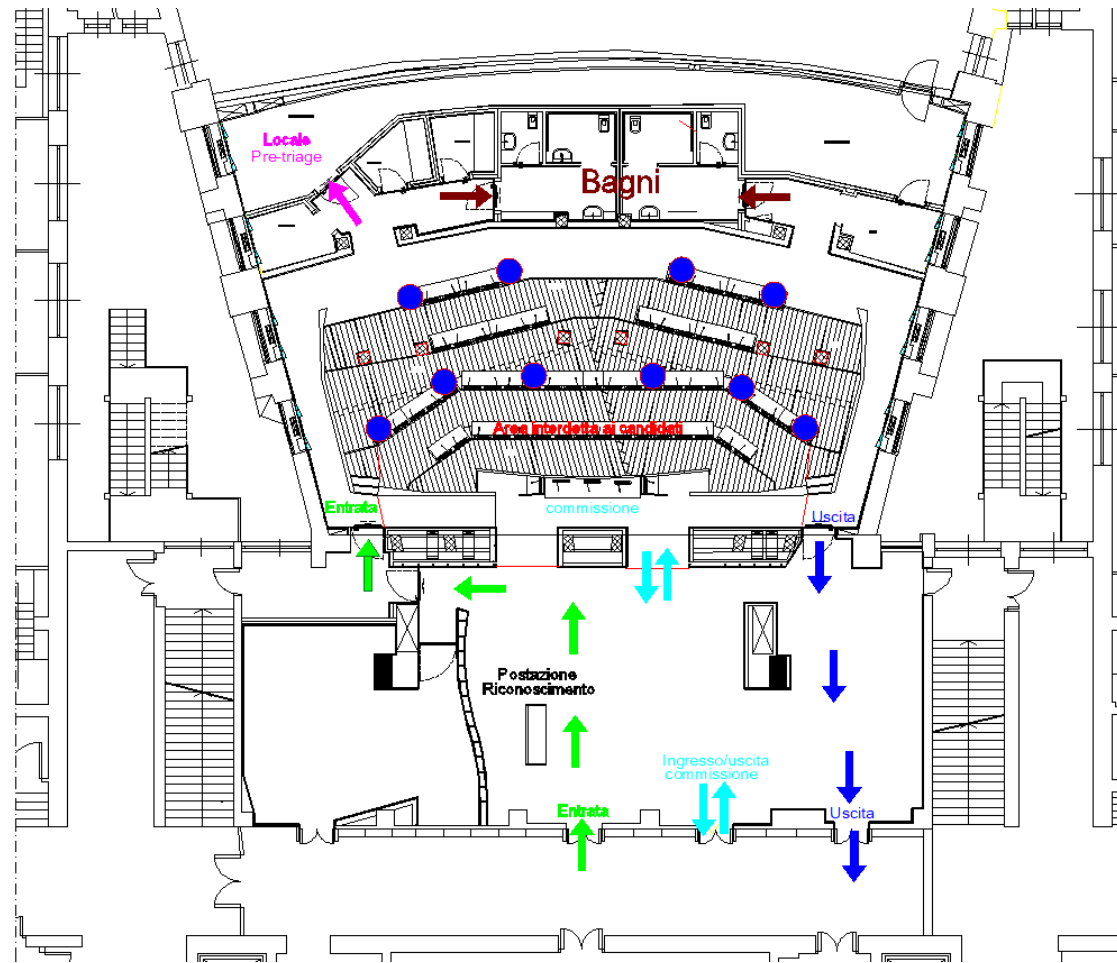 Locale
Pre-triage
Bagni
Area interdetta ai candidati
Entrata
commissione
Uscita
Postazione
Riconoscimento
Ingresso/uscita
commissione
Entrata
Uscita